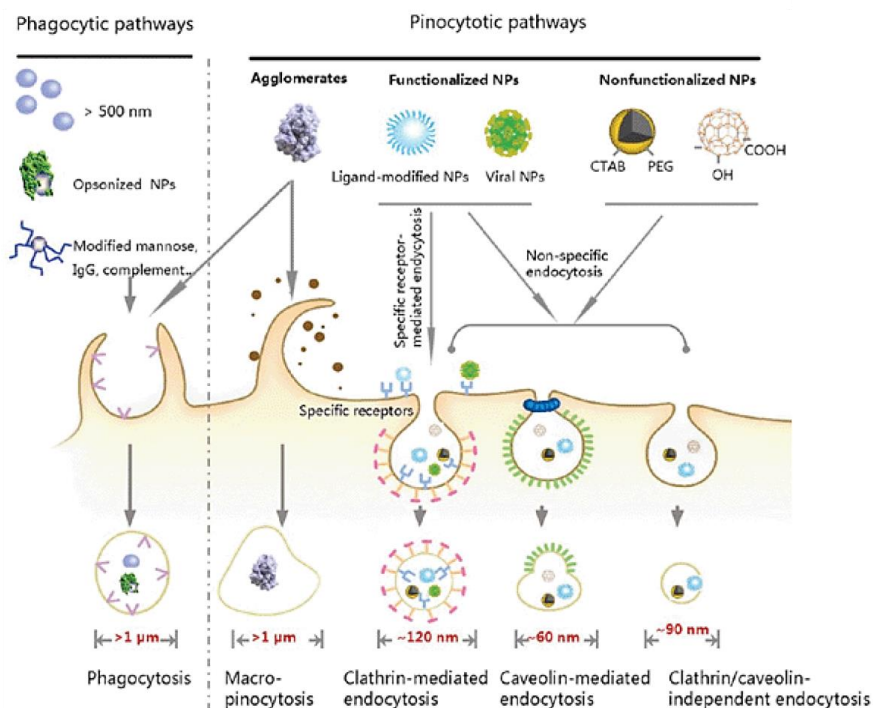 Phagocytic pathways
Pinocytotic pathways
Agglomerates
Functionalized NPs
Nonfunctionalized NPs
> 500 nm
Opsonized NPs
Modified mannose,
IgG, complement..
Ligand-modified NPs
Viral NPs
CTAB
PEG
OH
COOH
Specific receptor-
mediated endycytosis
Non-specific
endocytosis
Specific receptors
>1 μm
>1 μm
~120 nm
~60 nm
~90 nm
Phagocytosis
Macro-
pinocytosis
Clathrin-mediated
endocytosis
Caveolin-mediated
endocytosis
Clathrin/caveolin-
independent endocytosis